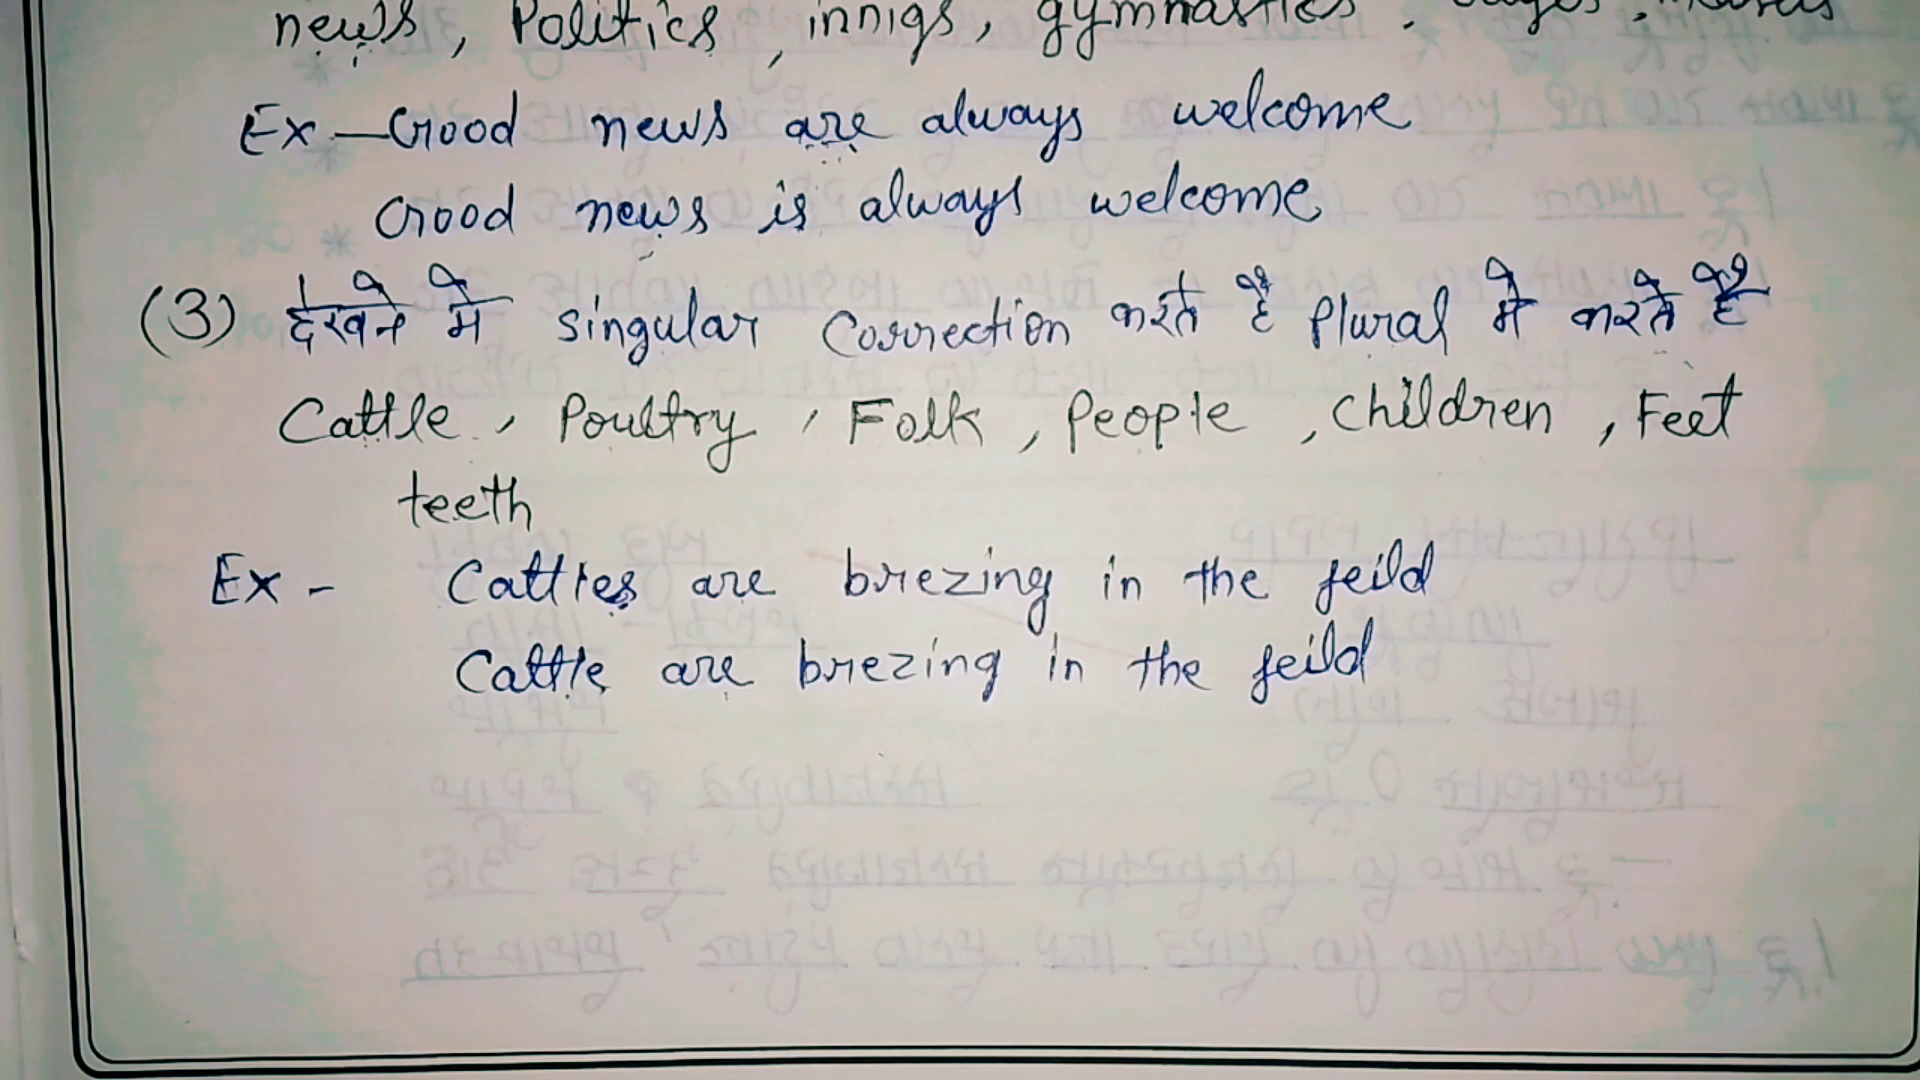 news, Politics, innigs, gymnastics,
Ex — Good news are always welcome
Good news is always welcome
(3) देखने मे singular Correction करते है Plural मे करते है
Cattle, Poultry, Folk, People, Children, Feet
teeth
Ex - Cattles are brezing in the feild
Cattle are brezing in the feild